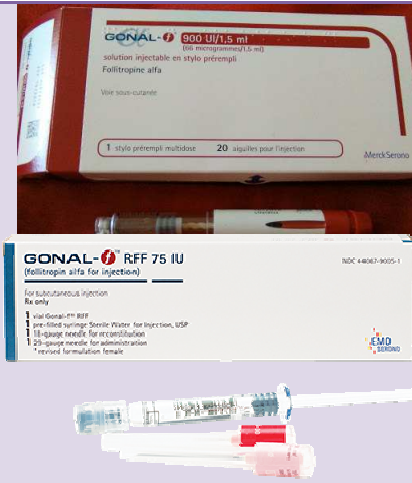 GONAL-f 900 UI/1,5 ml
(66 microgrammes/1,5 ml)
solution injectable en stylo prérempli
Follitropine alfa
Voie sous-cutanée
1 stylo prérempli multidose 20 aiguilles pour l'injection
MerckSerono
GONAL-f™ RFF 75 IU
(follitropin alfa for injection)
For subcutaneous injection
Rx only
1 vial Gonal-f™ RFF
1 pre-filled syringe Sterile Water for Injection, USP
1 18-gauge needle for reconstitution
1 29-gauge needle for administration
* revised formulation female
EMD
SERONO